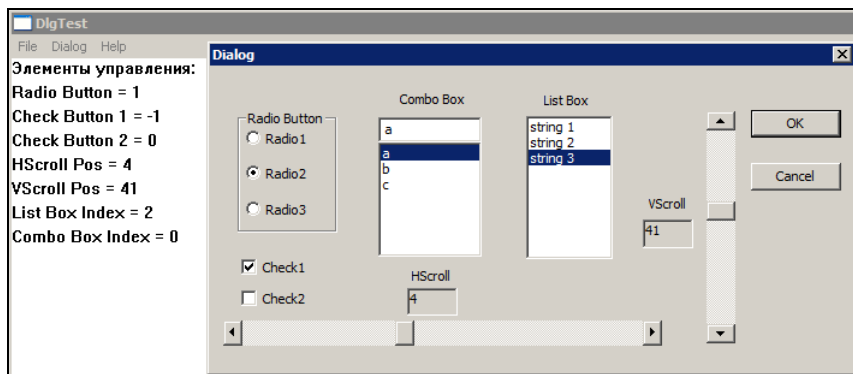 DlgTest
File Dialog Help
Элементы управления:
Radio Button = 1
Check Button 1 = -1
Check Button 2 = 0
HScroll Pos = 4
VScroll Pos = 41
List Box Index = 2
Combo Box Index = 0
Dialog
Radio Button
Radio1
Radio2
Radio3
Check1
Check2
Combo Box
a
a
b
c
HScroll
4
List Box
string 1
string 2
string 3
VScroll
41
OK
Cancel